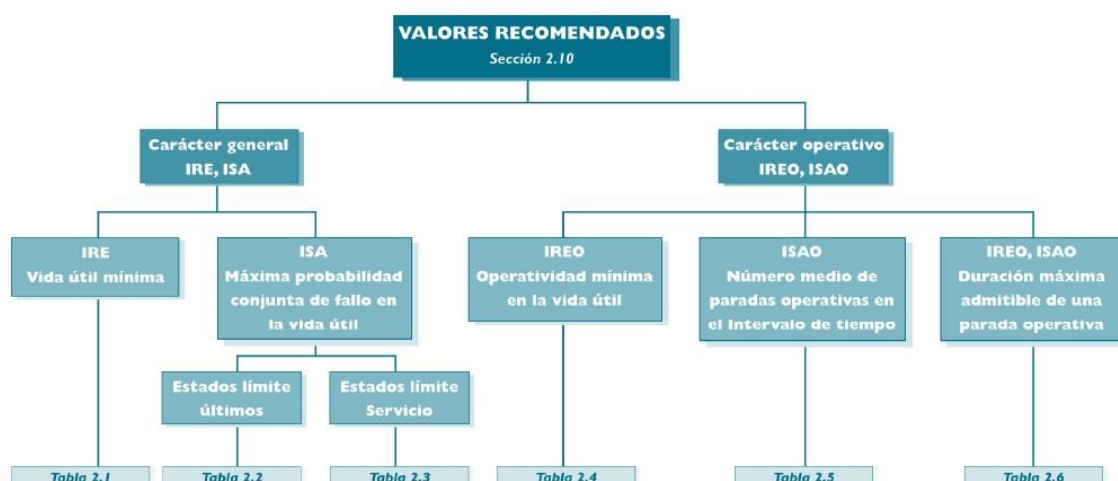 VALORES RECOMENDADOS
Sección 2.10
Carácter general
IRE, ISA
Carácter operativo
IREO, ISAO
IRE
Vida útil mínima
ISA
Máxima probabilidad
conjunta de fallo en
la vida útil
IREO
Operatividad mínima
en la vida útil
ISAO
Número medio de
paradas operativas en
el Intervalo de tiempo
IREO, ISAO
Duración máxima
admitible de una
parada operativa
Estados límite
últimos
Estados límite
Servicio
Tabla 2.1
Tabla 2.2
Tabla 2.3
Tabla 2.4
Tabla 2.5
Tabla 2.6